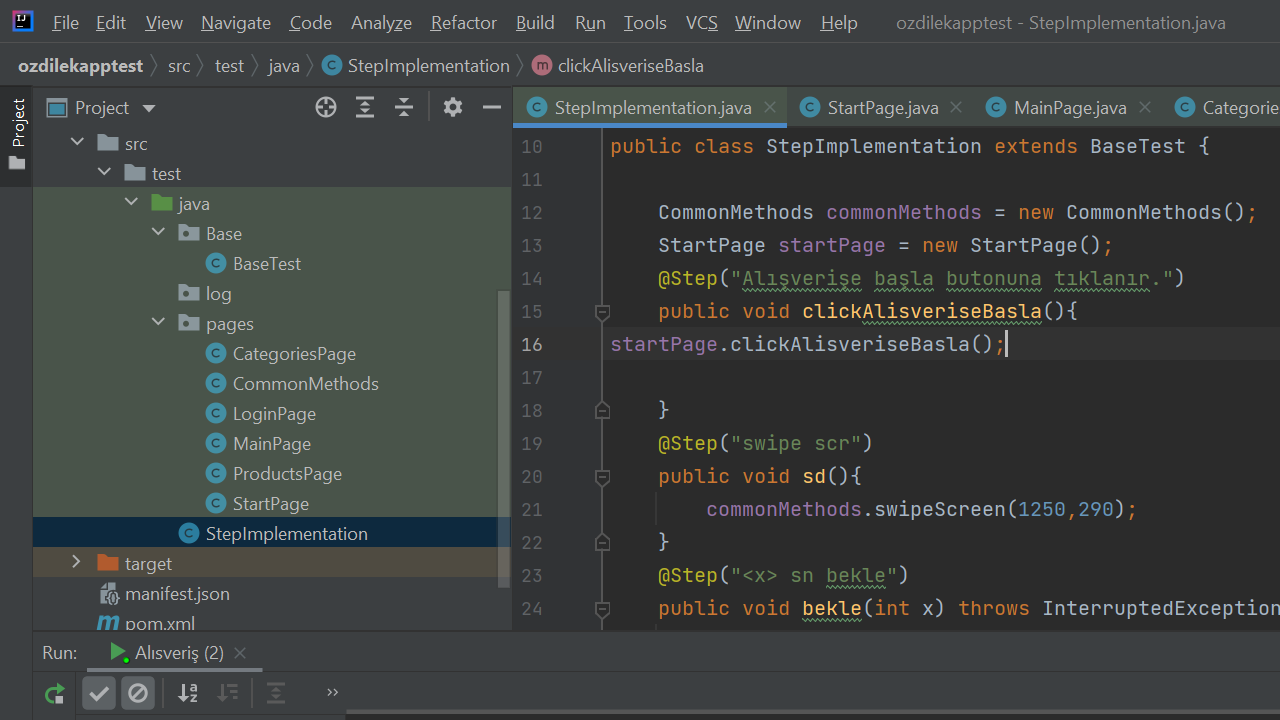 File Edit View Navigate Code Analyze Refactor Build Run Tools VCS Window Help ozdilekapptest - StepImplementation.java
ozdilekapptest src test java StepImplementation m clickAlisveriseBasla
Project
Project
C StepImplementation.java C StartPage.java C MainPage.java C Categorie
src
test
java
Base
C BaseTest
log
pages
C CategoriesPage
C CommonMethods
C LoginPage
C MainPage
C ProductsPage
C StartPage
C StepImplementation
target
manifest.json
m pom.xml
10 public class StepImplementation extends BaseTest {
11
12 CommonMethods commonMethods = new CommonMethods();
13 StartPage startPage = new StartPage();
14 @Step("Alışverişe başla butonuna tıklanır.")
15 public void clickAlisveriseBasla(){
16 startPage.clickAlisveriseBasla();
17
18 }
19 @Step("swipe scr")
20 public void sd(){
21 commonMethods.swipeScreen(1250,290);
22 }
23 @Step("<x> sn bekle")
24 public void bekle(int x) throws InterruptedException
Run: Alısveriş (2)